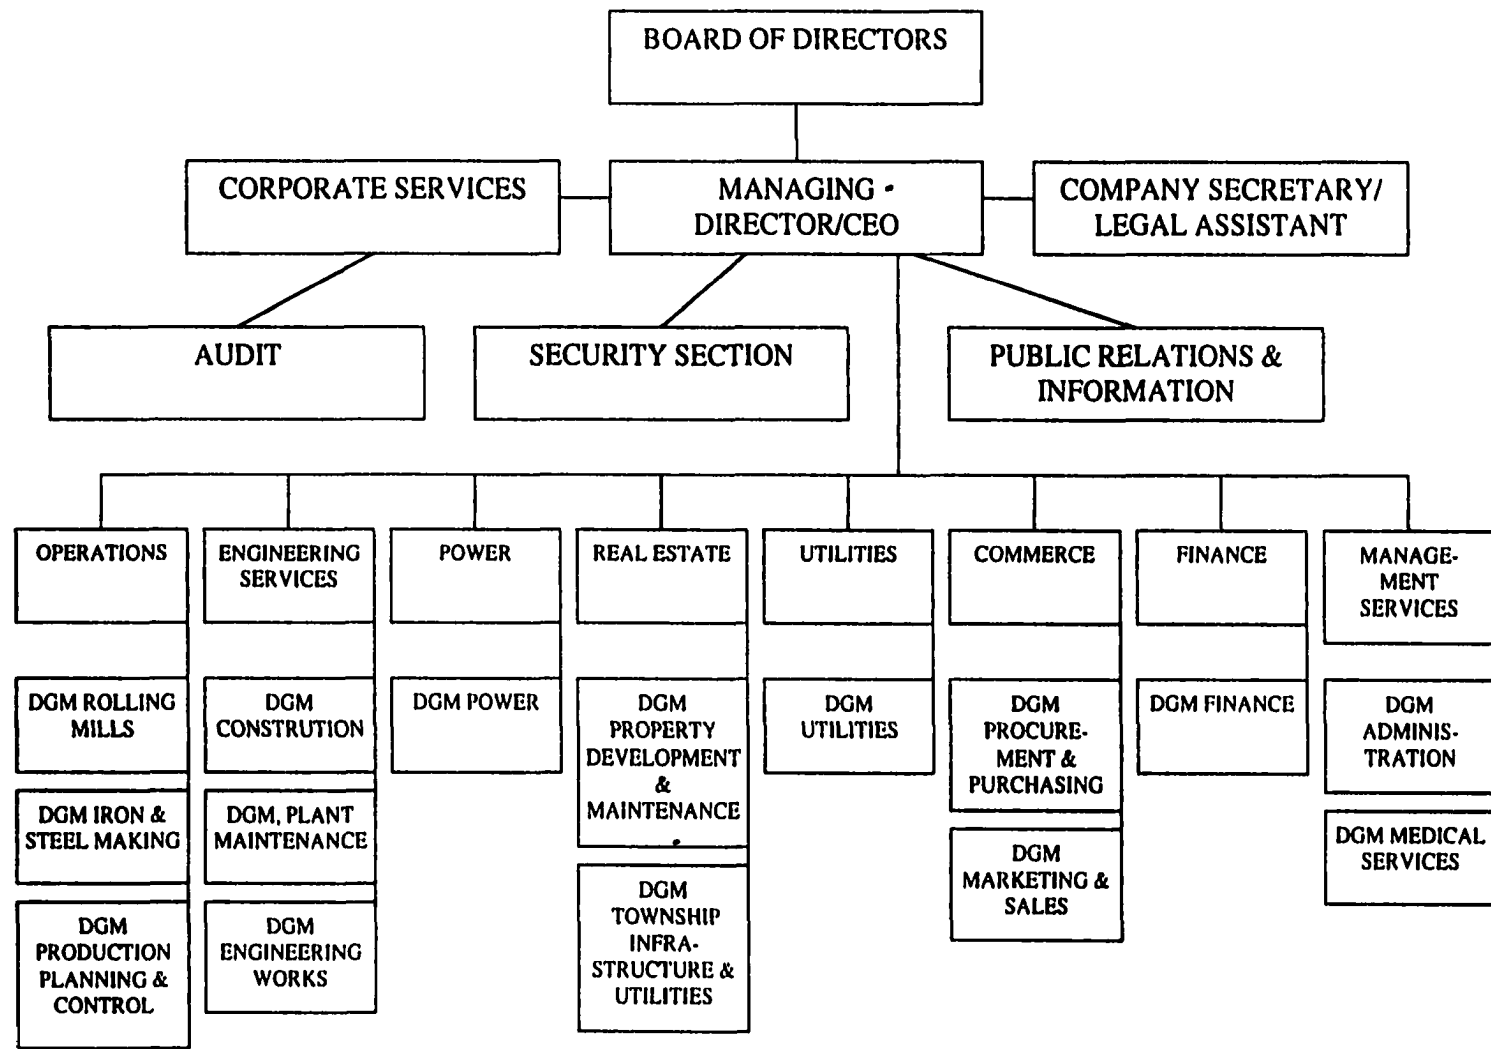 BOARD OF DIRECTORS
CORPORATE SERVICES
MANAGING -
DIRECTOR/CEO
COMPANY SECRETARY/
LEGAL ASSISTANT
AUDIT
SECURITY SECTION
PUBLIC RELATIONS &
INFORMATION
OPERATIONS
ENGINEERING
SERVICES
POWER
REAL ESTATE
UTILITIES
COMMERCE
FINANCE
MANAGE-
MENT
SERVICES
DGM ROLLING
MILLS
DGM
CONSTRUTION
DGM POWER
DGM
PROPERTY
DEVELOPMENT
&
MAINTENANCE
DGM
UTILITIES
DGM
PROCURE-
MENT &
PURCHASING
DGM FINANCE
DGM
ADMINIS-
TRATION
DGM IRON &
STEEL MAKING
DGM, PLANT
MAINTENANCE
DGM
MARKETING &
SALES
DGM MEDICAL
SERVICES
DGM
PRODUCTION
PLANNING &
CONTROL
DGM
ENGINEERING
WORKS
DGM
TOWNSHIP
INFRA-
STRUCTURE &
UTILITIES